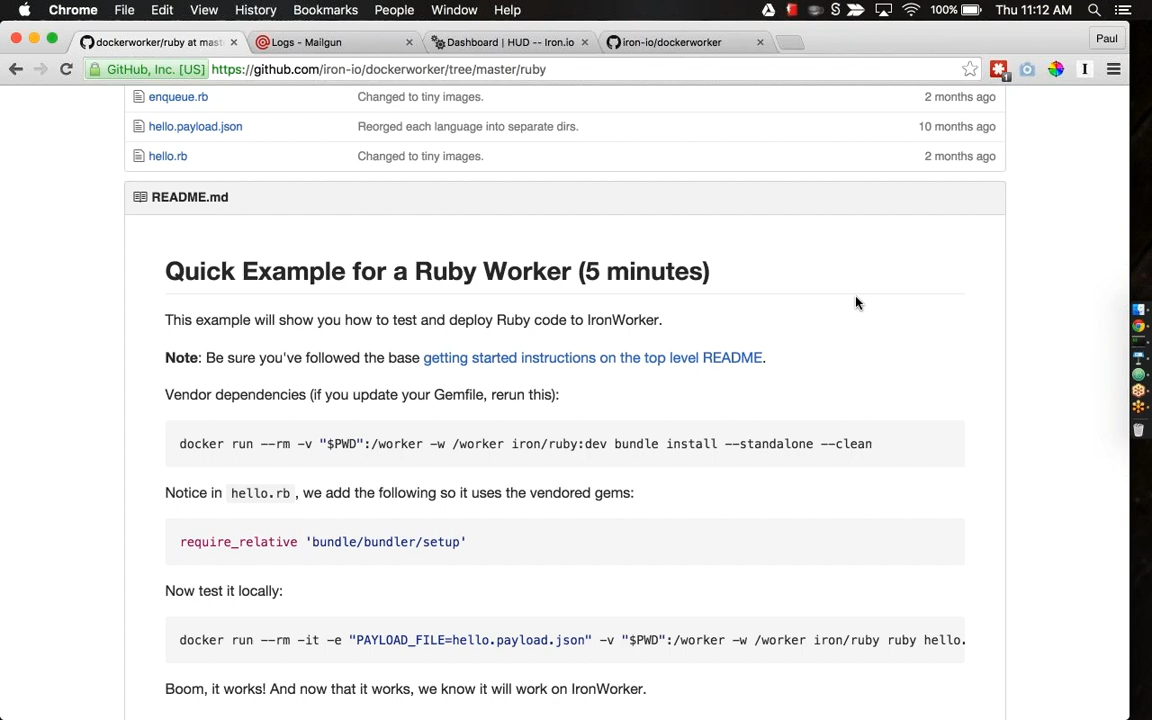 Chrome File Edit View History Bookmarks People Window Help 100% Thu 11:12 AM
dockerworker/ruby at mast Logs - Mailgun Dashboard | HUD -- Iron.io iron-io/dockerworker Paul
GitHub, Inc. [US] https://github.com/iron-io/dockerworker/tree/master/ruby
enqueue.rb Changed to tiny images. 2 months ago
hello.payload.json Reorged each language into separate dirs. 10 months ago
hello.rb Changed to tiny images. 2 months ago
README.md
Quick Example for a Ruby Worker (5 minutes)
This example will show you how to test and deploy Ruby code to IronWorker.
Note: Be sure you've followed the base getting started instructions on the top level README.
Vendor dependencies (if you update your Gemfile, rerun this):
docker run --rm -v "$PWD":/worker -w /worker iron/ruby:dev bundle install --standalone --clean
Notice in hello.rb , we add the following so it uses the vendored gems:
require_relative 'bundle/bundler/setup'
Now test it locally:
docker run --rm -it -e "PAYLOAD_FILE=hello.payload.json" -v "$PWD":/worker -w /worker iron/ruby ruby hello.
Boom, it works! And now that it works, we know it will work on IronWorker.